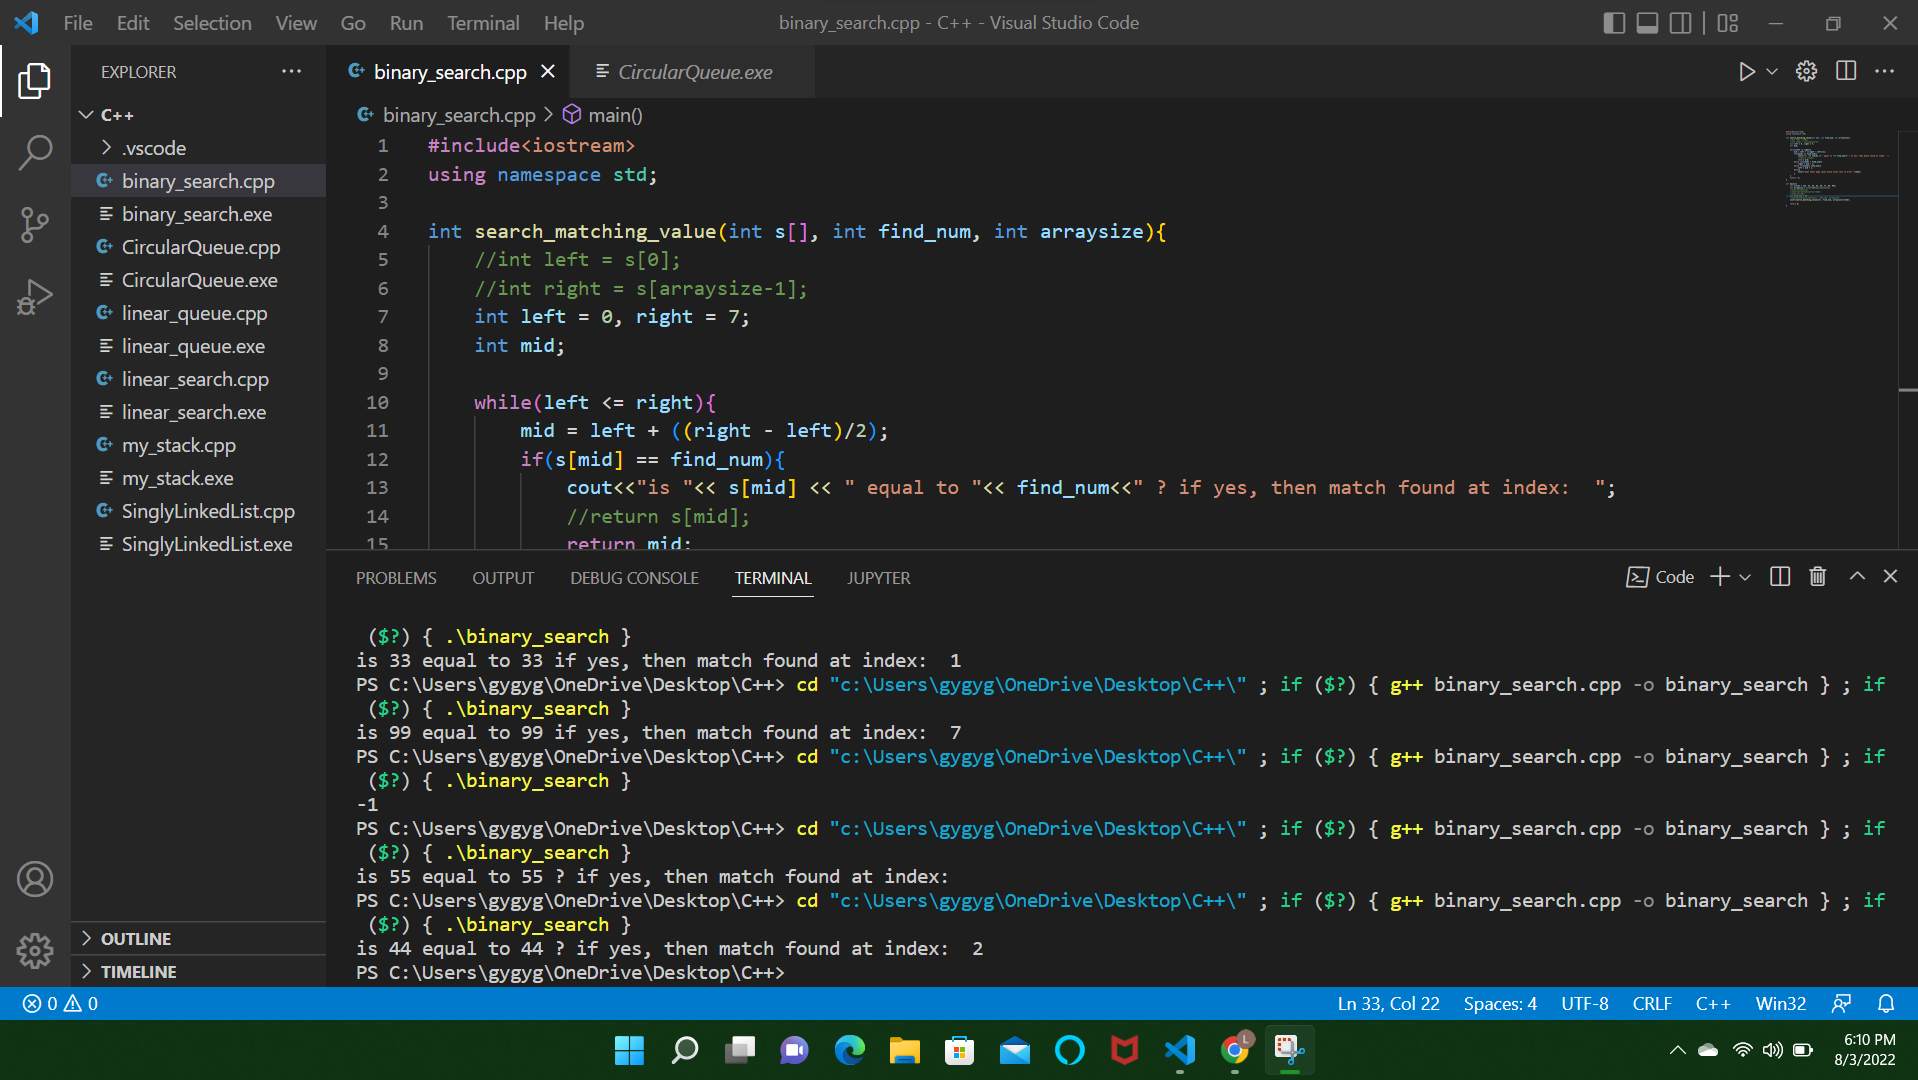 File Edit Selection View Go Run Terminal Help binary_search.cpp - C++ - Visual Studio Code
EXPLORER
binary_search.cpp CircularQueue.exe
C++
binary_search.cpp > main()
.vscode
binary_search.cpp
binary_search.exe
CircularQueue.cpp
CircularQueue.exe
linear_queue.cpp
linear_queue.exe
linear_search.cpp
linear_search.exe
my_stack.cpp
my_stack.exe
SinglyLinkedList.cpp
SinglyLinkedList.exe
OUTLINE
TIMELINE
1 #include<iostream>
2 using namespace std;
3
4 int search_matching_value(int s[], int find_num, int arraysize){
5 //int left = s[0];
6 //int right = s[arraysize-1];
7 int left = 0, right = 7;
8 int mid;
9
10 while(left <= right){
11 mid = left + ((right - left)/2);
12 if(s[mid] == find_num){
13 cout<<"is "<< s[mid] << " equal to "<< find_num<<" ? if yes, then match found at index:  ";
14 //return s[mid];
15 return mid;
PROBLEMS OUTPUT DEBUG CONSOLE TERMINAL JUPYTER Code
($?) { .\binary_search }
is 33 equal to 33 if yes, then match found at index:  1
PS C:\Users\gygyg\OneDrive\Desktop\C++> cd "c:\Users\gygyg\OneDrive\Desktop\C++\" ; if ($?) { g++ binary_search.cpp -o binary_search } ; if
($?) { .\binary_search }
is 99 equal to 99 if yes, then match found at index:  7
PS C:\Users\gygyg\OneDrive\Desktop\C++> cd "c:\Users\gygyg\OneDrive\Desktop\C++\" ; if ($?) { g++ binary_search.cpp -o binary_search } ; if
($?) { .\binary_search }
-1
PS C:\Users\gygyg\OneDrive\Desktop\C++> cd "c:\Users\gygyg\OneDrive\Desktop\C++\" ; if ($?) { g++ binary_search.cpp -o binary_search } ; if
($?) { .\binary_search }
is 55 equal to 55 ? if yes, then match found at index:
PS C:\Users\gygyg\OneDrive\Desktop\C++> cd "c:\Users\gygyg\OneDrive\Desktop\C++\" ; if ($?) { g++ binary_search.cpp -o binary_search } ; if
($?) { .\binary_search }
is 44 equal to 44 ? if yes, then match found at index:  2
PS C:\Users\gygyg\OneDrive\Desktop\C++>
0 0 Ln 33, Col 22 Spaces: 4 UTF-8 CRLF C++ Win32
L
6:10 PM
8/3/2022